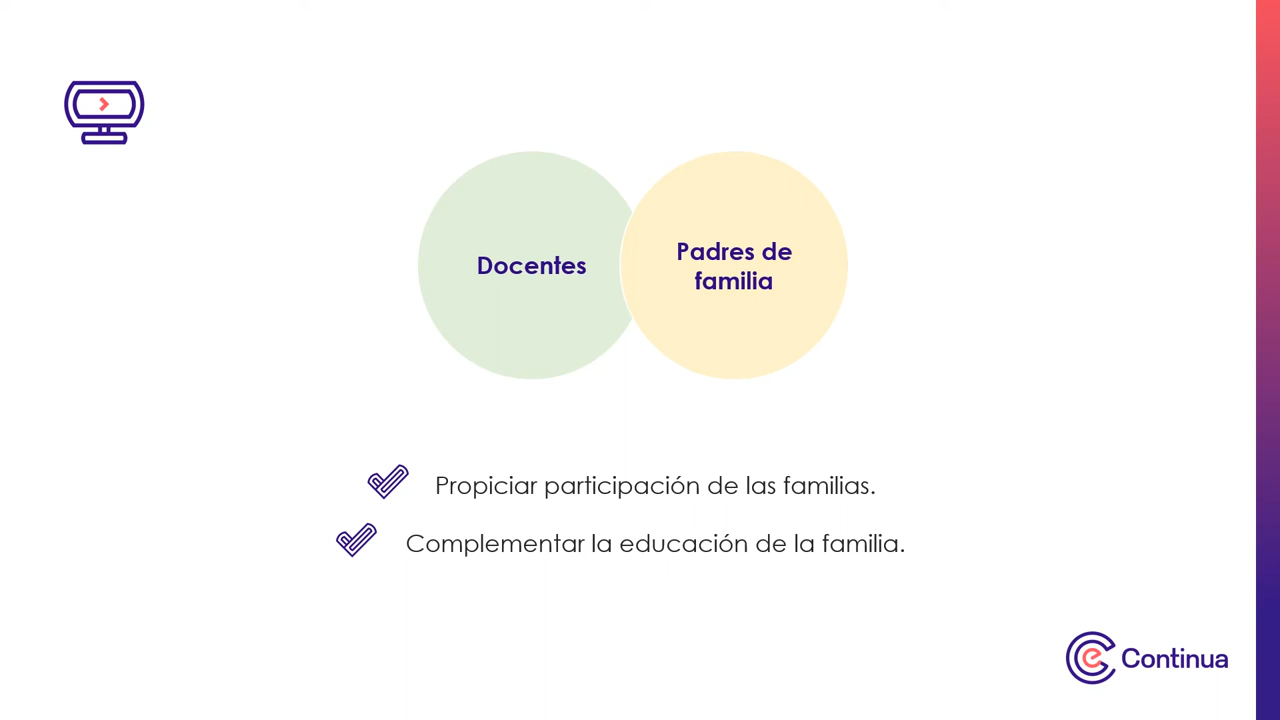 Docentes
Padres de
familia
Propiciar participación de las familias.
Complementar la educación de la familia.
e Continua